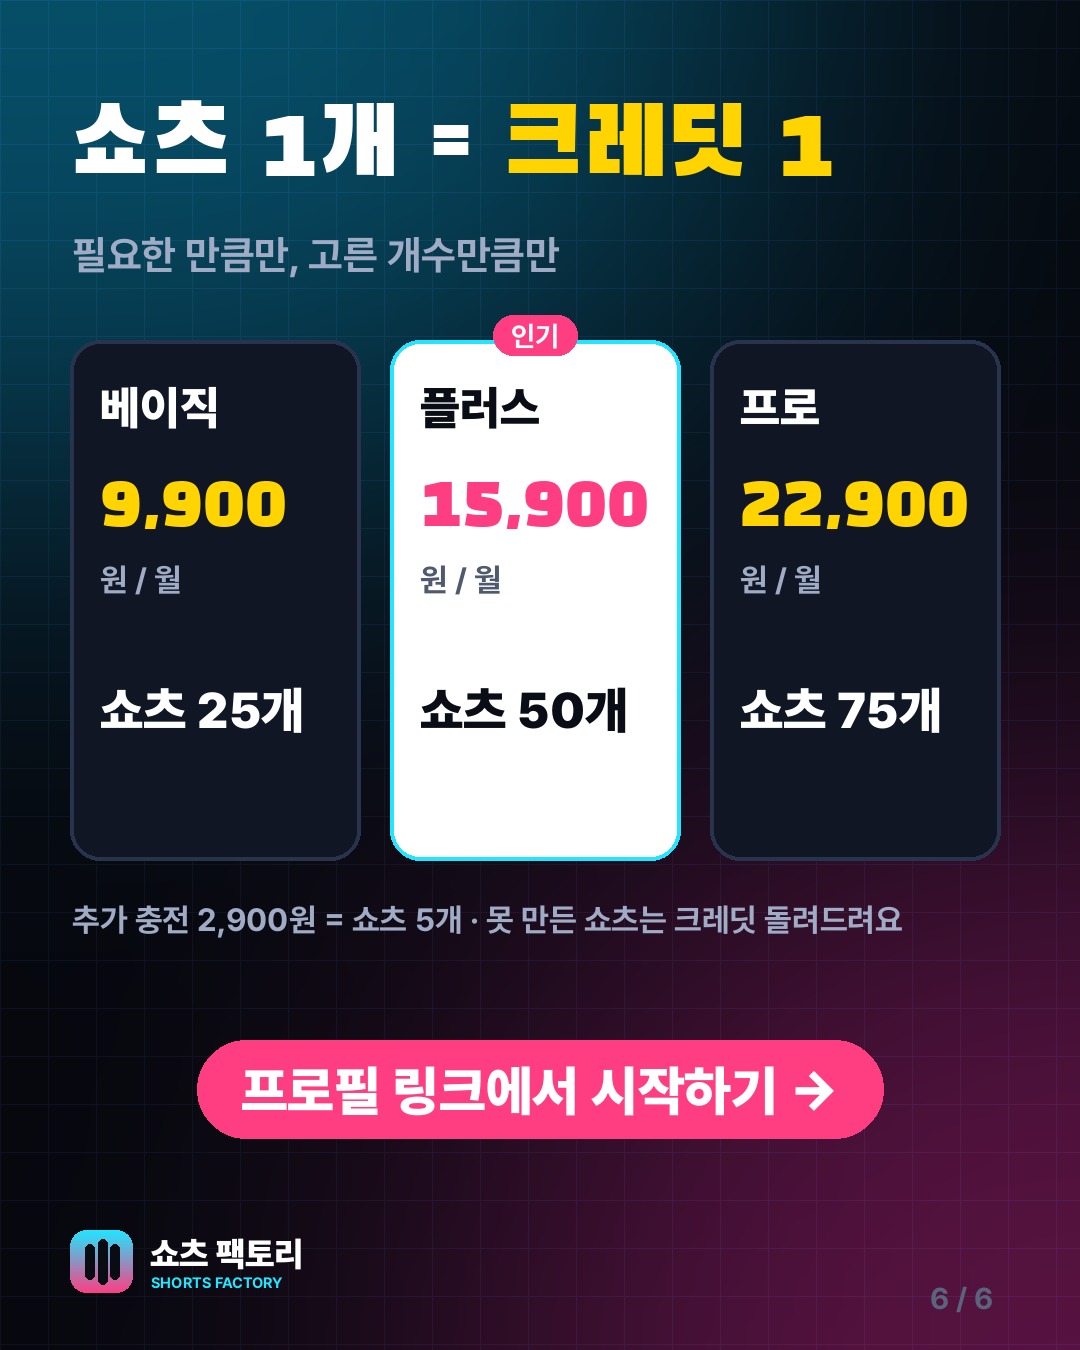 쇼츠 1개 = 크레딧 1
필요한 만큼만, 고른 개수만큼만
베이직
9,900
원 / 월
쇼츠 25개
인기
플러스
15,900
원 / 월
쇼츠 50개
프로
22,900
원 / 월
쇼츠 75개
추가 충전 2,900원 = 쇼츠 5개 · 못 만든 쇼츠는 크레딧 돌려드려요
프로필 링크에서 시작하기 →
쇼츠 팩토리
SHORTS FACTORY
6 / 6